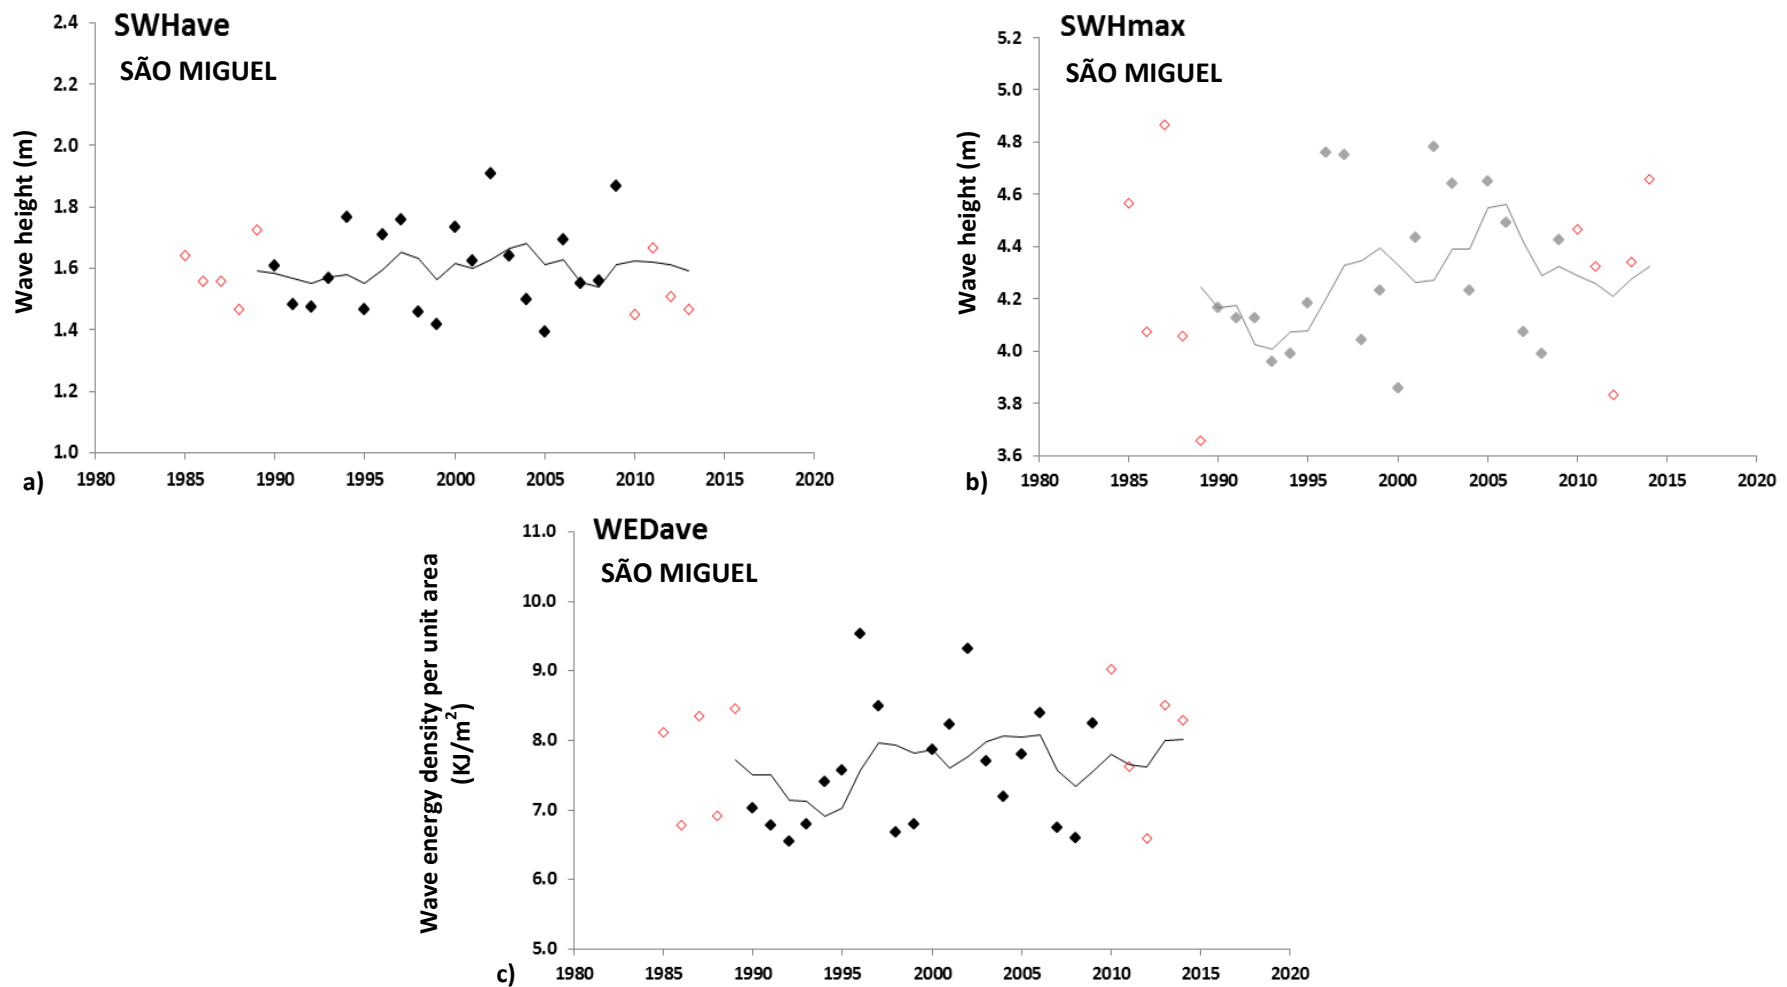 SWHave
SÃO MIGUEL
Wave height (m)
2.4
2.2
2.0
1.8
1.6
1.4
1.2
1.0
1980 1985 1990 1995 2000 2005 2010 2015 2020
a)
SWHmax
SÃO MIGUEL
Wave height (m)
5.2
5.0
4.8
4.6
4.4
4.2
4.0
3.8
3.6
1980 1985 1990 1995 2000 2005 2010 2015 2020
b)
WEDave
SÃO MIGUEL
Wave energy density per unit area
(KJ/m²)
11.0
10.0
9.0
8.0
7.0
6.0
5.0
1980 1985 1990 1995 2000 2005 2010 2015 2020
c)